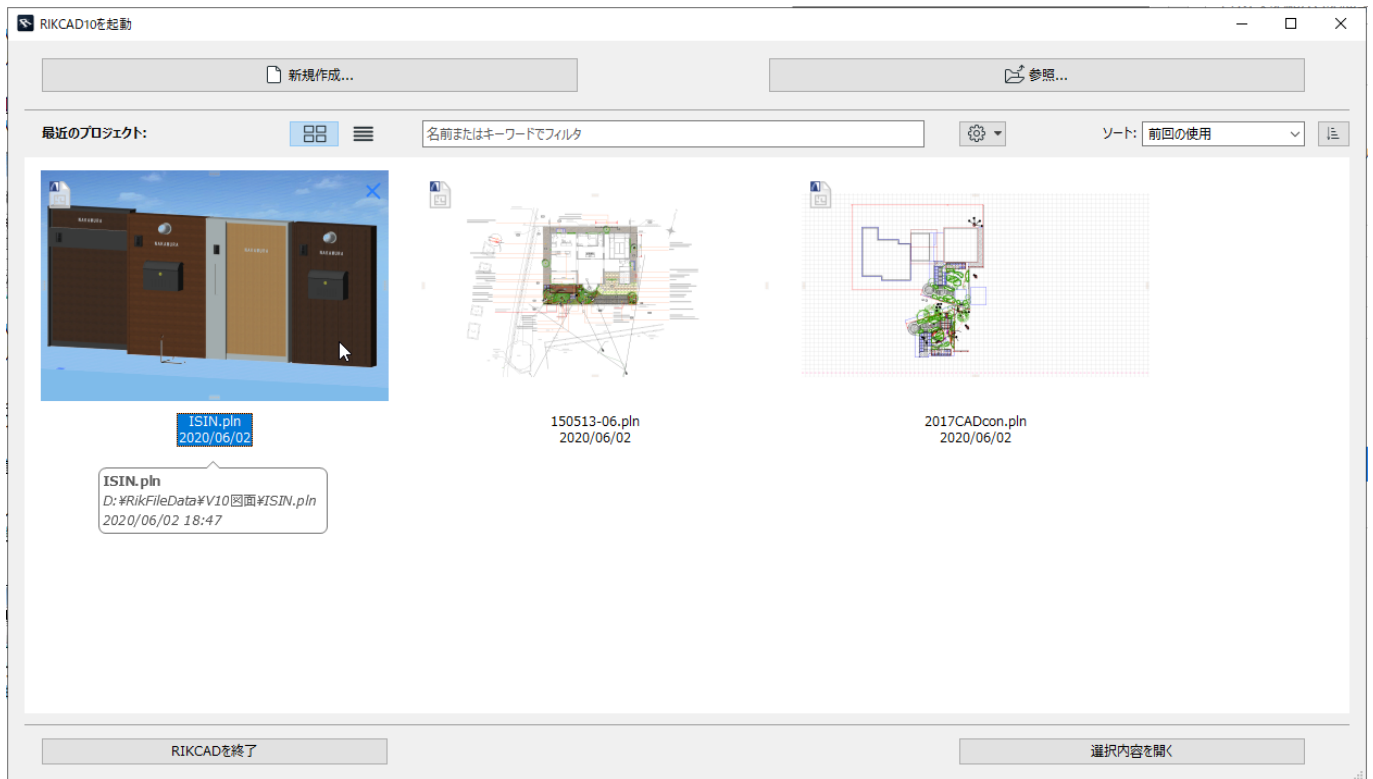 RIKCAD10を起動
新規作成...
参照...
最近のプロジェクト:
名前またはキーワードでフィルタ
ソート:
前回の使用
ISIN.pln
2020/06/02
150513-06.pln
2020/06/02
2017CADcon.pln
2020/06/02
ISIN.pln
D:¥RikFileData¥V10図面¥ISIN.pln
2020/06/02 18:47
RIKCADを終了
選択内容を開く